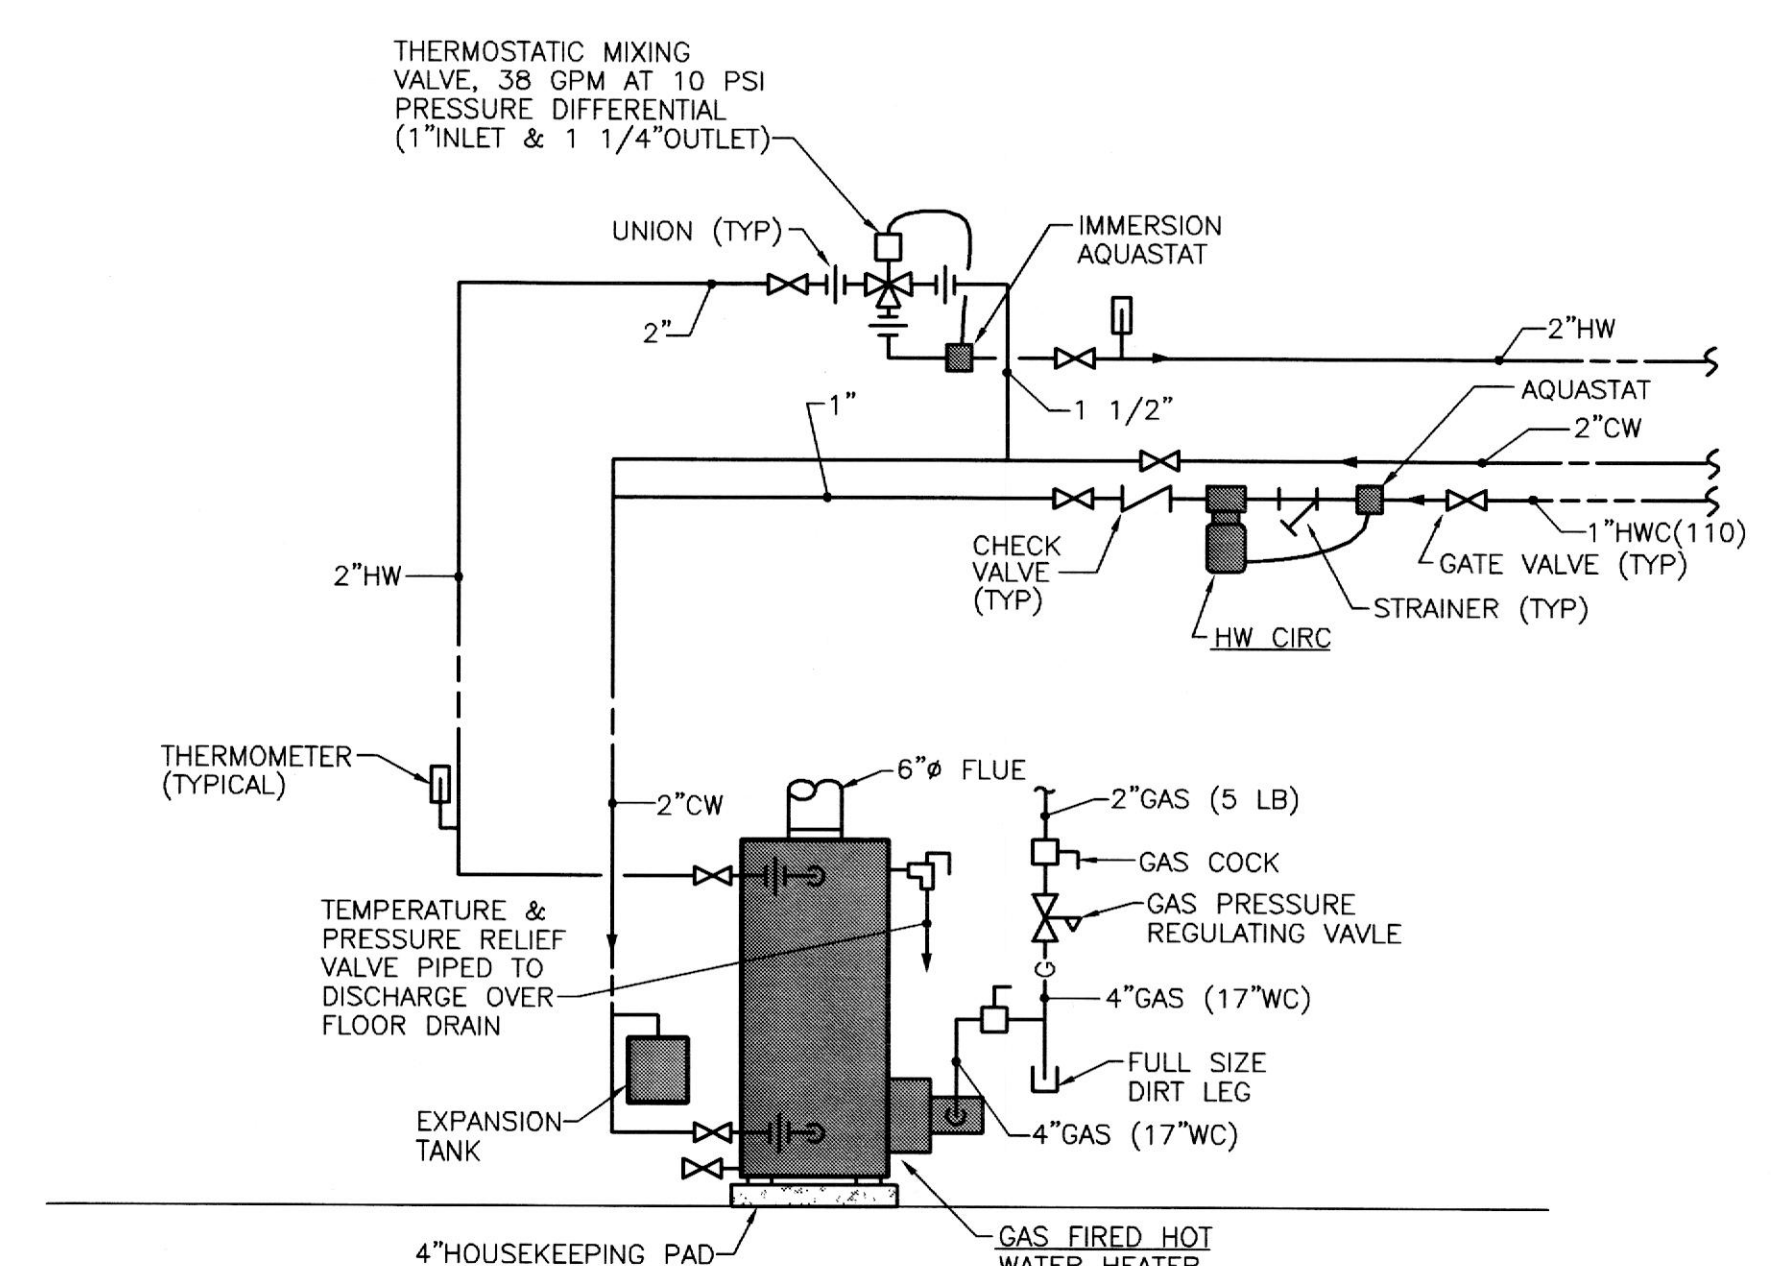 THERMOSTATIC MIXING
VALVE, 38 GPM AT 10 PSI
PRESSURE DIFFERENTIAL
(1"INLET & 1 1/4"OUTLET)
UNION (TYP)
IMMERSION
AQUASTAT
2"
2"HW
1 1/2"
1"
AQUASTAT
2"CW
1"HWC(110)
CHECK
VALVE
(TYP)
GATE VALVE (TYP)
STRAINER (TYP)
HW CIRC
2"HW
THERMOMETER
(TYPICAL)
2"CW
6"ø FLUE
2"GAS (5 LB)
GAS COCK
GAS PRESSURE
REGULATING VAVLE
G
TEMPERATURE &
PRESSURE RELIEF
VALVE PIPED TO
DISCHARGE OVER
FLOOR DRAIN
4"GAS (17"WC)
FULL SIZE
DIRT LEG
EXPANSION
TANK
4"GAS (17"WC)
4"HOUSEKEEPING PAD
GAS FIRED HOT
WATER HEATER